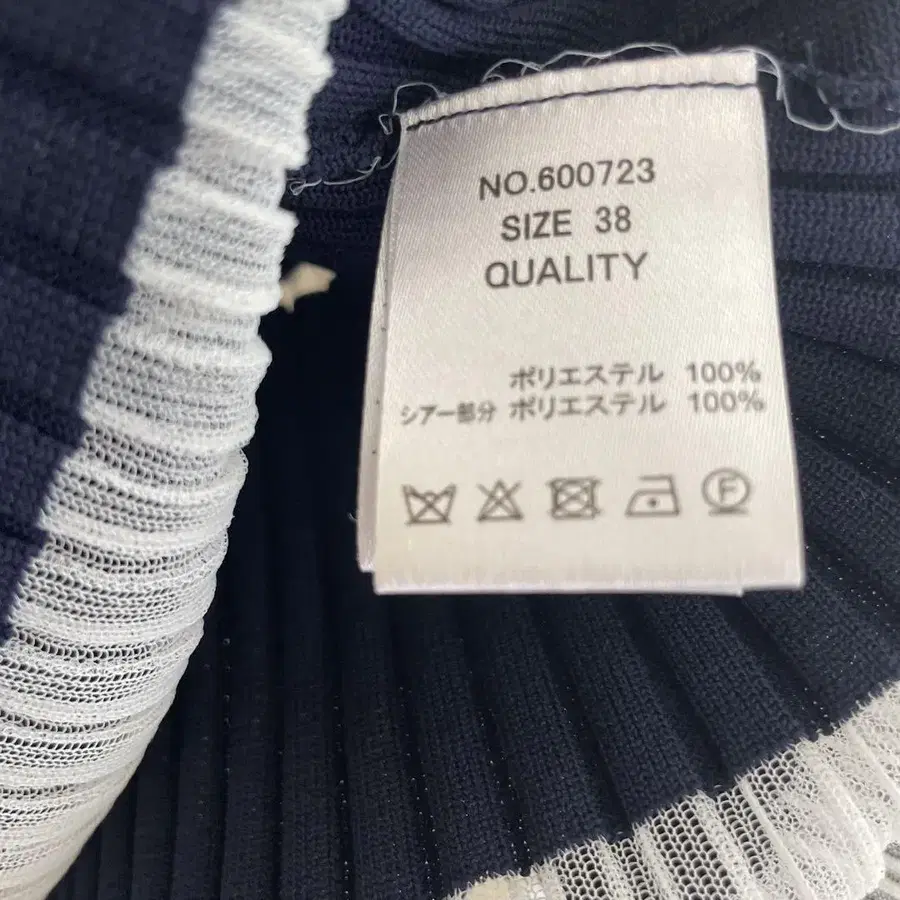 NO.600723
SIZE 38
QUALITY
ポリエステル 100%
シアー部分 ポリエステル 100%
F